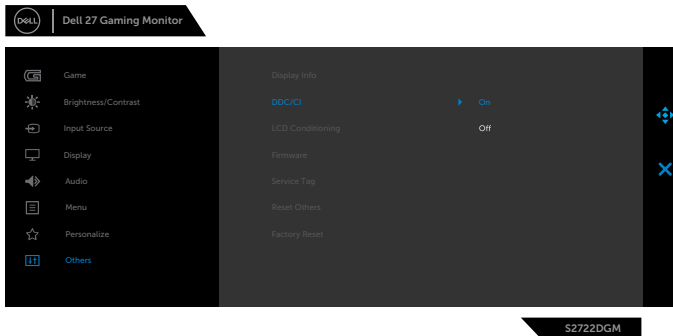 DELL
Dell 27 Gaming Monitor
Game
Brightness/Contrast
Input Source
Display
Audio
Menu
Personalize
Others
Display Info
DDC/CI
On
LCD Conditioning
Off
Firmware
Service Tag
Reset Others
Factory Reset
S2722DGM